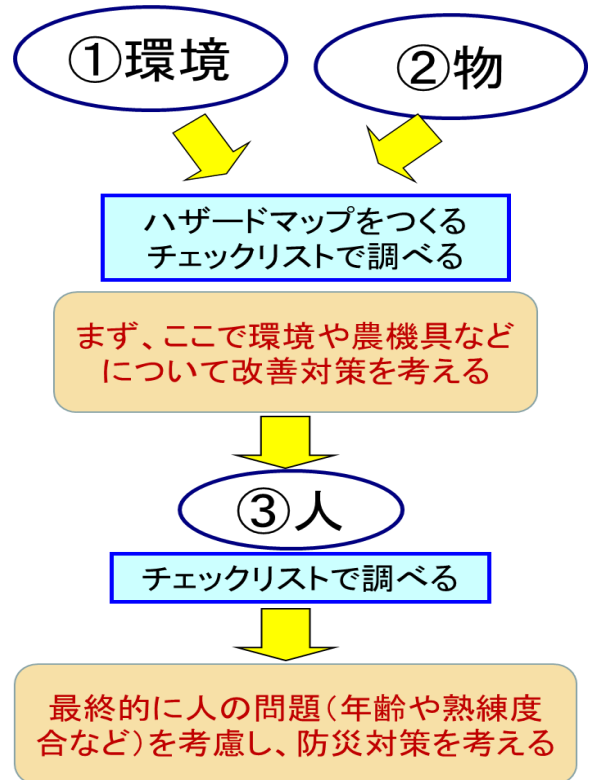 ①環境
②物
ハザードマップをつくる
チェックリストで調べる
まず、ここで環境や農機具など
について改善対策を考える
③人
チェックリストで調べる
最終的に人の問題（年齢や熟練度
合など）を考慮し、防災対策を考える